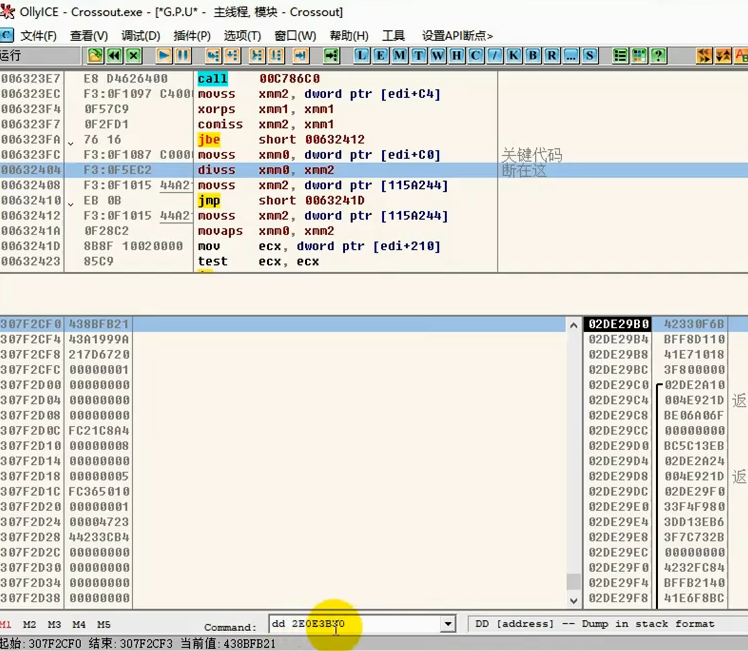 OllyICE - Crossout.exe - [*G.P.U* - 主线程, 模块 - Crossout]
C 文件(F) 查看(V) 调试(D) 插件(P) 选项(T) 窗口(W) 帮助(H) 工具 设置API断点>
运行 L E M T W H C / K B R ... S ?
006323E7 E8 D4626400 call 00C786C0
006323EC F3:0F1097 C400 movss xmm2, dword ptr [edi+C4]
006323F4 0F57C9 xorps xmm1, xmm1
006323F7 0F2FD1 comiss xmm2, xmm1
006323FA 76 16 jbe short 00632412
006323FC F3:0F1087 C000 movss xmm0, dword ptr [edi+C0] 关键代码
00632404 F3:0F5EC2 divss xmm0, xmm2 断在这
00632408 F3:0F1015 44A2 movss xmm2, dword ptr [115A244]
00632410 EB 0B jmp short 0063241D
00632412 F3:0F1015 44A2 movss xmm2, dword ptr [115A244]
0063241A 0F28C2 movaps xmm0, xmm2
0063241D 8B8F 10020000 mov ecx, dword ptr [edi+210]
00632423 85C9 test ecx, ecx
307F2CF0 438BFB21 02DE29B0 42330F6B
307F2CF4 43A1999A 02DE29B4 BFF8D110
307F2CF8 217D6720 02DE29B8 41E71018
307F2CFC 00000001 02DE29BC 3F800000
307F2D00 00000000 02DE29C0 02DE2A10
307F2D04 00000000 02DE29C4 004E921D 返
307F2D08 00000000 02DE29C8 BE06A06F
307F2D0C FC21C8A4 02DE29CC 00000000
307F2D10 00000008 02DE29D0 BC5C13EB
307F2D14 00000000 02DE29D4 02DE2A24
307F2D18 00000005 02DE29D8 004E921D 返
307F2D1C FC365010 02DE29DC 02DE29F0
307F2D20 00000001 02DE29E0 33F4F980
307F2D24 00004723 02DE29E4 3DD13EB6
307F2D28 44233CB4 02DE29E8 3F7C732B
307F2D2C 00000000 02DE29EC 00000000
307F2D30 00000000 02DE29F0 4232FC84
307F2D34 00000000 02DE29F4 BFFB2140
307F2D38 00000000 02DE29F8 41E6F8BC
M1 M2 M3 M4 M5 Command: dd 2E0E3B30 DD [address] -- Dump in stack format
起始: 307F2CF0 结束: 307F2CF3 当前值: 438BFB21